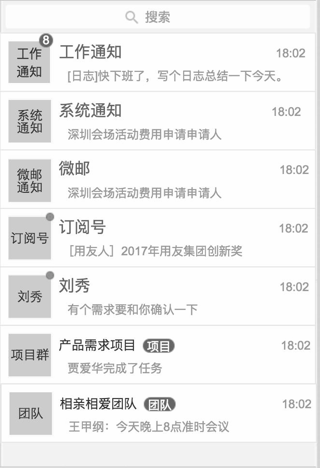 搜索
8
工作
通知
工作通知
18:02
[日志]快下班了，写个日志总结一下今天。
系统
通知
系统通知
18:02
深圳会场活动费用申请申请人
微邮
通知
微邮
18:02
深圳会场活动费用申请申请人
订阅号
订阅号
18:02
［用友人］2017年用友集团创新奖
刘秀
刘秀
18:02
有个需求要和你确认一下
项目群
产品需求项目 项目
18:02
贾爱华完成了任务
团队
相亲相爱团队 团队
18:02
王甲纲：今天晚上8点准时会议